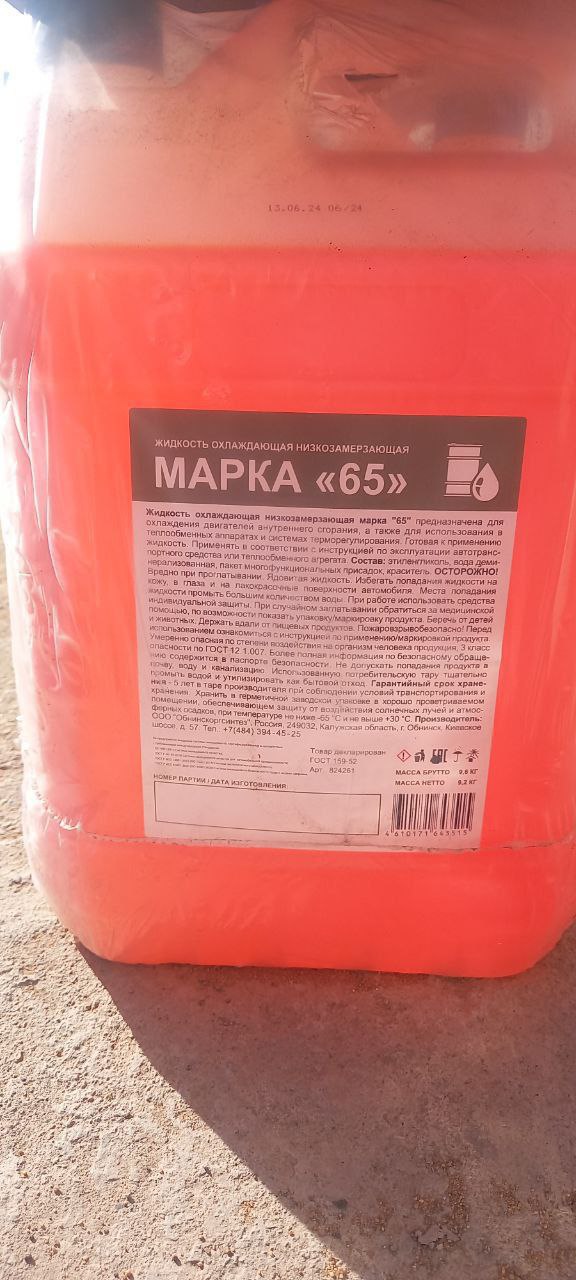 13.06.24 06/24
ЖИДКОСТЬ ОХЛАЖДАЮЩАЯ НИЗКОЗАМЕРЗАЮЩАЯ
МАРКА «65»
Жидкость охлаждающая низкозамерзающая марка "65" предназначена для
охлаждения двигателей внутреннего сгорания, а также для использования в
теплообменных аппаратах и системах терморегулирования. Готовая к применению
жидкость. Применять в соответствии с инструкцией по эксплуатации автотранс-
портного средства или теплообменного агрегата. Состав: этиленгликоль, вода деми-
нерализованная, пакет многофункциональных присадок, краситель. ОСТОРОЖНО!
Вредно при проглатывании. Ядовитая жидкость. Избегать попадания жидкости на
кожу, в глаза и на лакокрасочные поверхности автомобиля. Места попадания
жидкости промыть большим количеством воды. При работе использовать средства
индивидуальной защиты. При случайном заглатывании обратиться за медицинской
помощью, по возможности показать упаковку/маркировку продукта. Беречь от детей
и животных. Держать вдали от пищевых продуктов. Пожаровзрывобезопасно! Перед
использованием ознакомиться с инструкцией по применению/маркировкой продукта.
Умеренно опасная по степени воздействия на организм человека продукция, 3 класс
опасности по ГОСТ 12.1.007. Более полная информация по безопасному обраще-
нию содержится в паспорте безопасности. Не допускать попадания продукта в
почву, воду и канализацию. Использованную потребительскую тару тщательно
промыть водой и утилизировать как бытовой отход. Гарантийный срок хране-
ния - 5 лет в таре производителя при соблюдении условий транспортирования и
хранения. Хранить в герметичной заводской упаковке в хорошо проветриваемом
помещении, обеспечивающем защиту от воздействия солнечных лучей и атмос-
ферных осадков, при температуре не ниже -65 °С и не выше +30 °С. Производитель:
ООО "Обнинскоргсинтез", Россия, 249032, Калужская область, г. Обнинск, Киевское
шоссе, д. 57. Тел.: +7(484) 394-45-25
Товар декларирован
ГОСТ 159-52
Арт. 824261
МАССА БРУТТО 9,6 КГ
МАССА НЕТТО 9,2 КГ
НОМЕР ПАРТИИ / ДАТА ИЗГОТОВЛЕНИЯ:
4 610171 643515